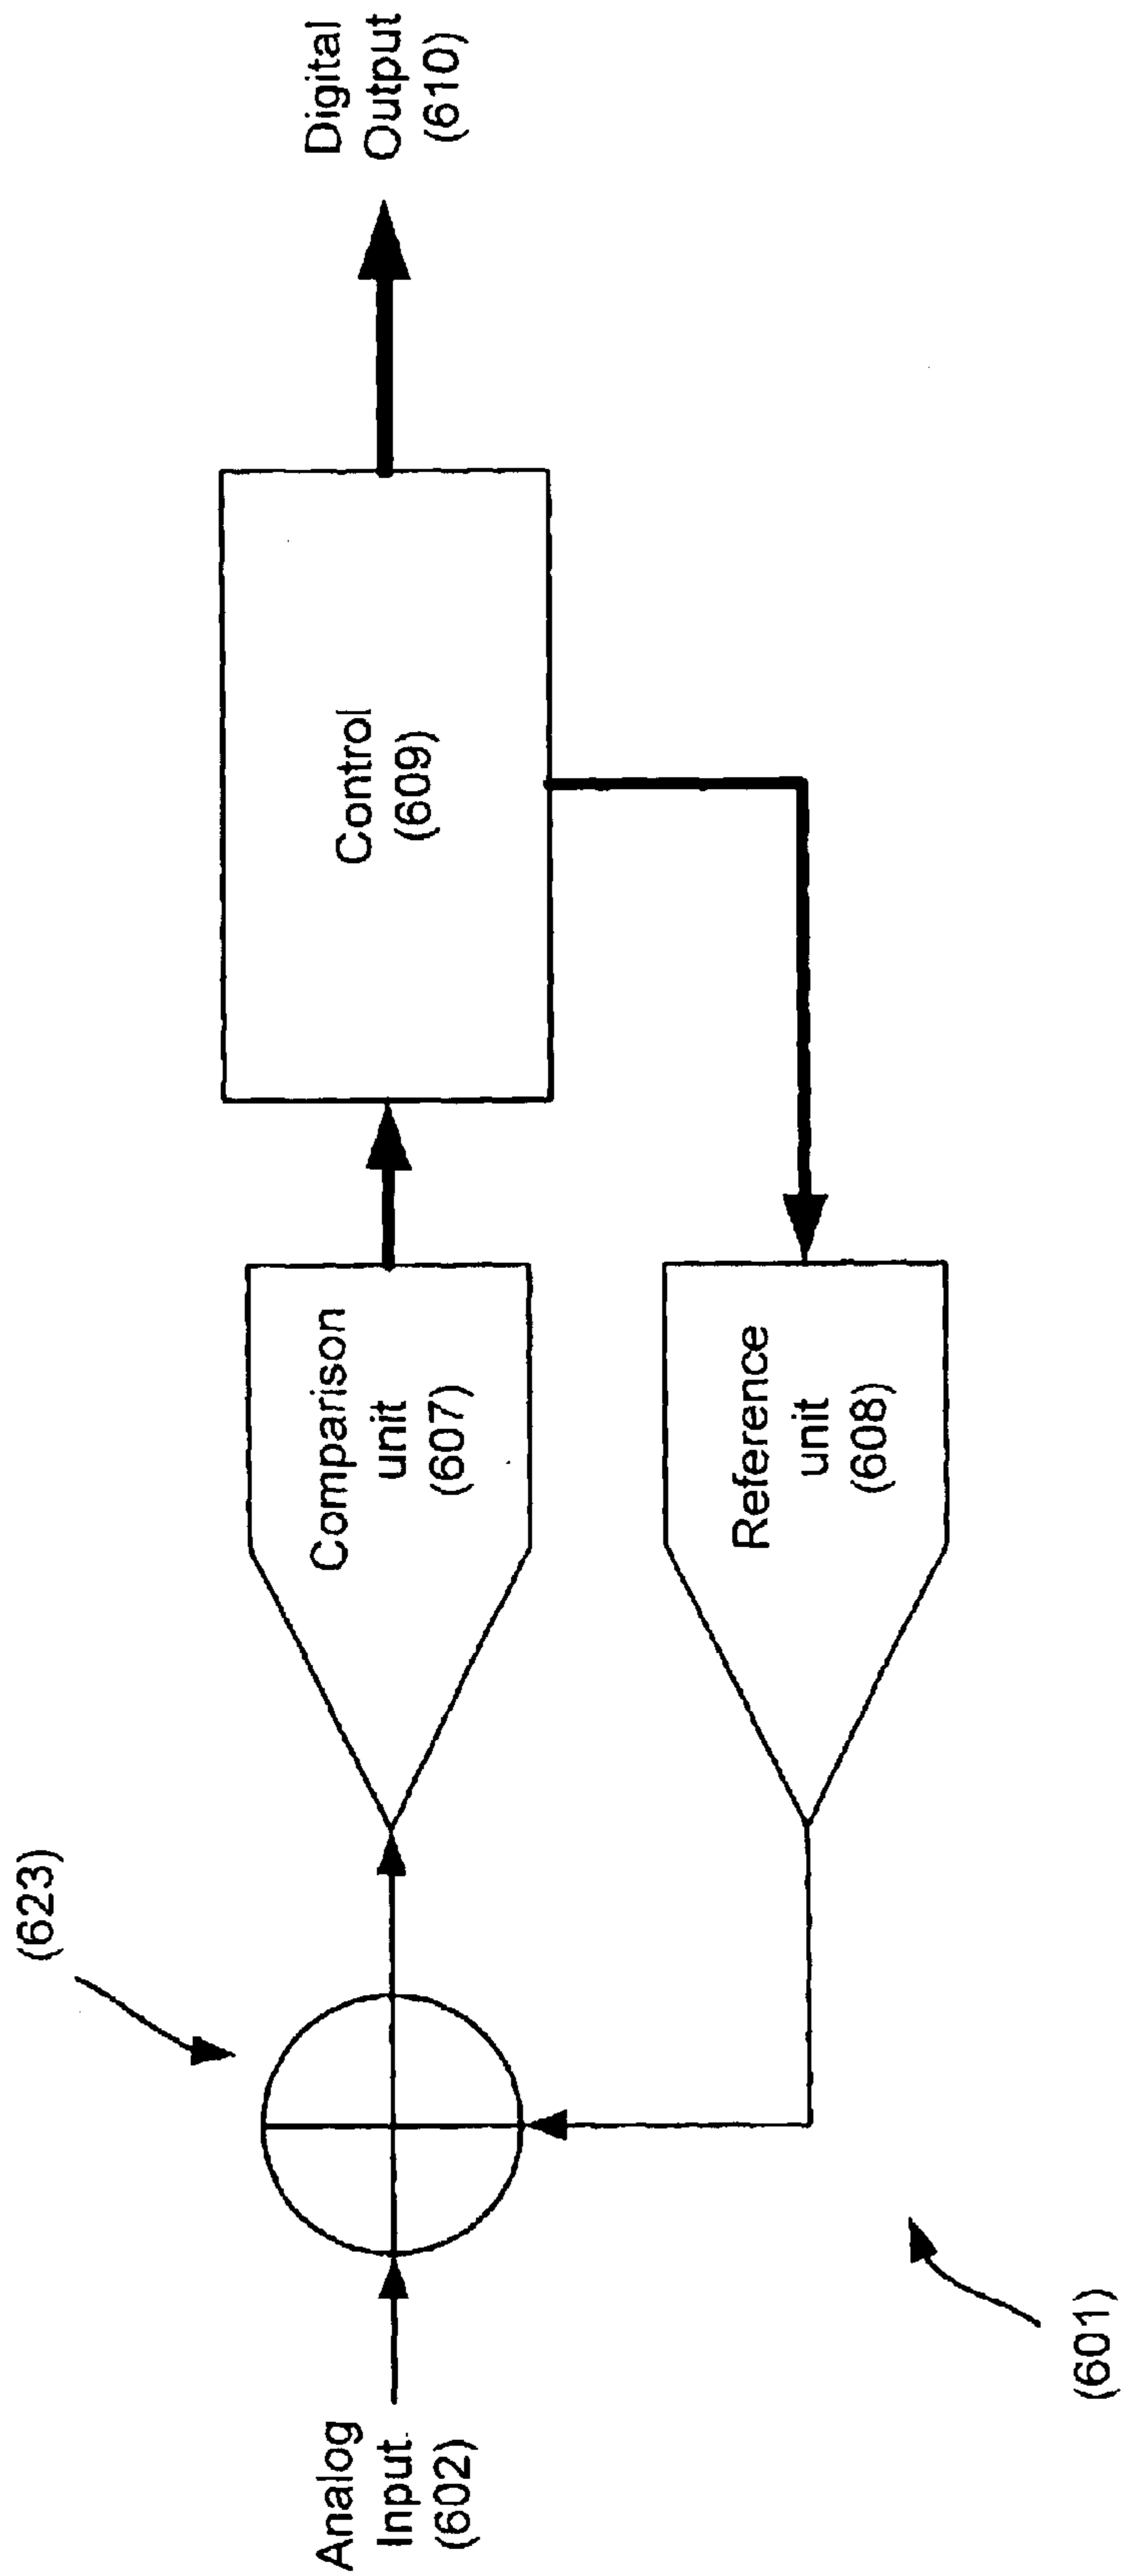 (623)
Analog
Input
(602)
Comparison
unit
(607)
Control
(609)
Digital
Output
(610)
Reference
unit
(608)
(601)